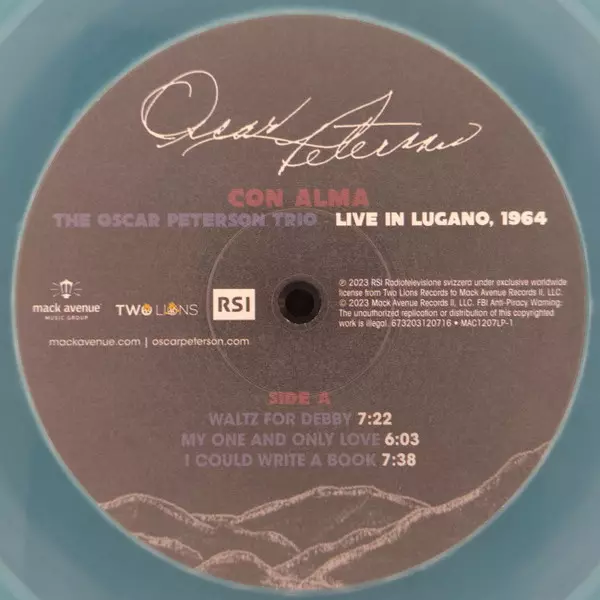 Oscar Peterson
CON ALMA
THE OSCAR PETERSON TRIO LIVE IN LUGANO, 1964
mack avenue
MUSIC GROUP
TWO LIONS
RSI
mackavenue.com | oscarpeterson.com
℗ 2023 RSI Radiotelevisione svizzera under exclusive worldwide
license from Two Lions Records to Mack Avenue Records II, LLC.
© 2023 Mack Avenue Records II, LLC. FBI Anti-Piracy Warning:
The unauthorized replication or distribution of this copyrighted
work is illegal. 673203120716 • MAC1207LP-1
SIDE A
WALTZ FOR DEBBY 7:22
MY ONE AND ONLY LOVE 6:03
I COULD WRITE A BOOK 7:38